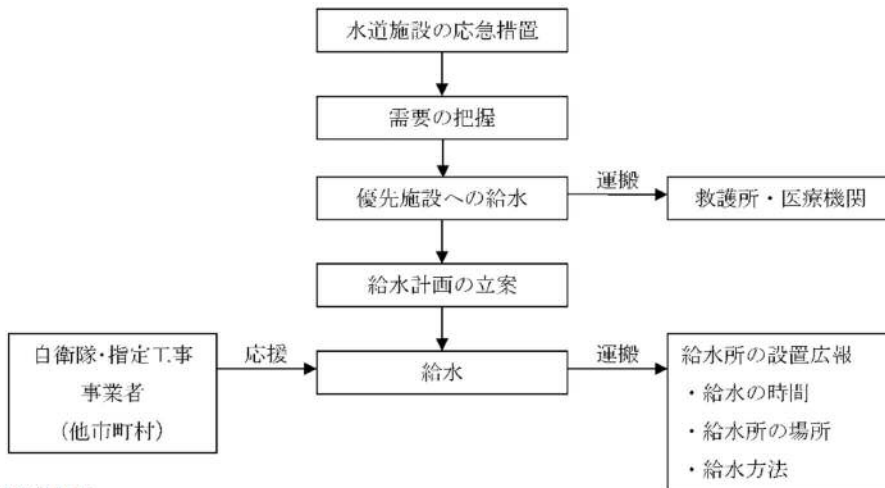 水道施設の応急措置
需要の把握
優先施設への給水
運搬
救護所・医療機関
給水計画の立案
自衛隊・指定工事
事業者
(他市町村)
応援
給水
運搬
給水所の設置広報
・給水の時間
・給水所の場所
・給水方法